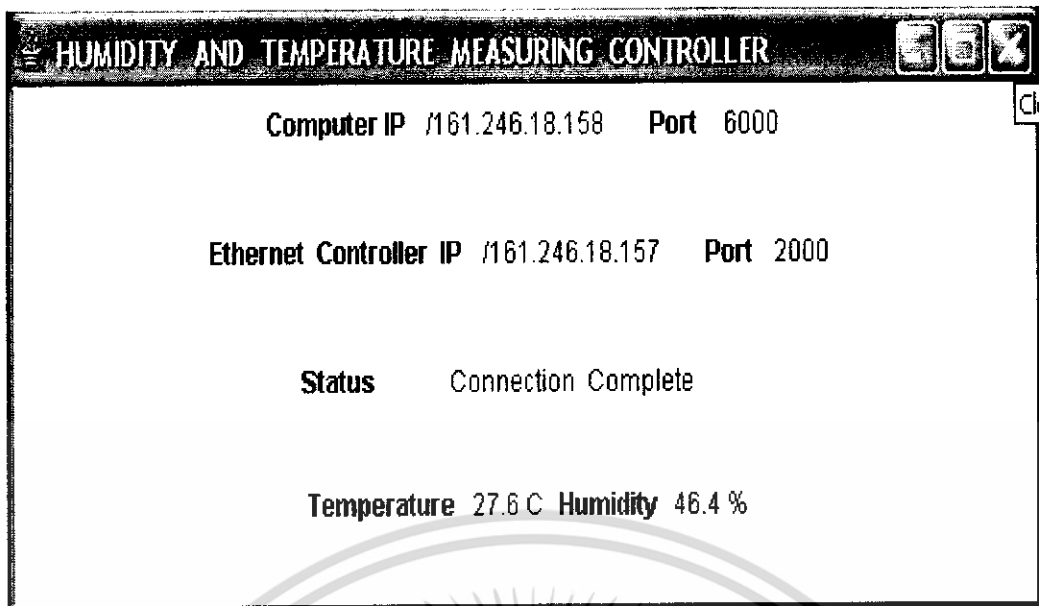 HUMIDITY AND TEMPERATURE MEASURING CONTROLLER
Computer IP /161.246.18.158 Port 6000
Ethernet Controller IP /161.246.18.157 Port 2000
Status Connection Complete
Temperature 27.6 C Humidity 46.4 %